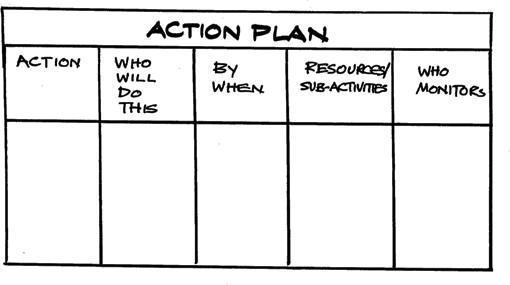 ACTION PLAN
ACTION
WHO
WILL
DO
THIS
BY
WHEN
RESOURCES/
SUB-ACTIVITIES
WHO
MONITORS